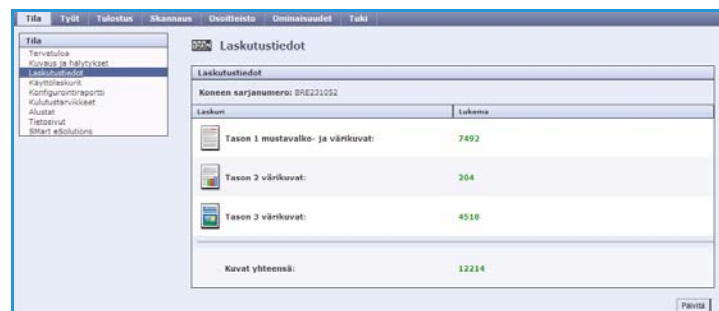 Tila Työt Tulostus Skannaus Osoitteisto Ominaisuudet Tuki
Tila
Tervetuloa
Kuvaus ja hälytykset
Laskutustiedot
Käyttölaskurit
Konfigurointiraportti
Kulutustarvikkeet
Alustat
Tietosivut
SMart eSolutions
Laskutustiedot
Laskutustiedot
Koneen sarjanumero: BRE231052
Laskuri Lukema
Tason 1 mustavalko- ja värikuvat: 7492
Tason 2 värikuvat: 204
Tason 3 värikuvat: 4518
Kuvat yhteensä: 12214
Päivitä